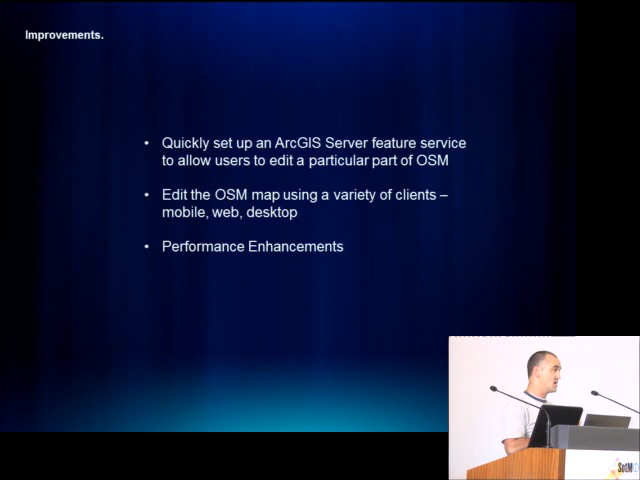 Improvements.
• Quickly set up an ArcGIS Server feature service
to allow users to edit a particular part of OSM
• Edit the OSM map using a variety of clients –
mobile, web, desktop
• Performance Enhancements
SotM